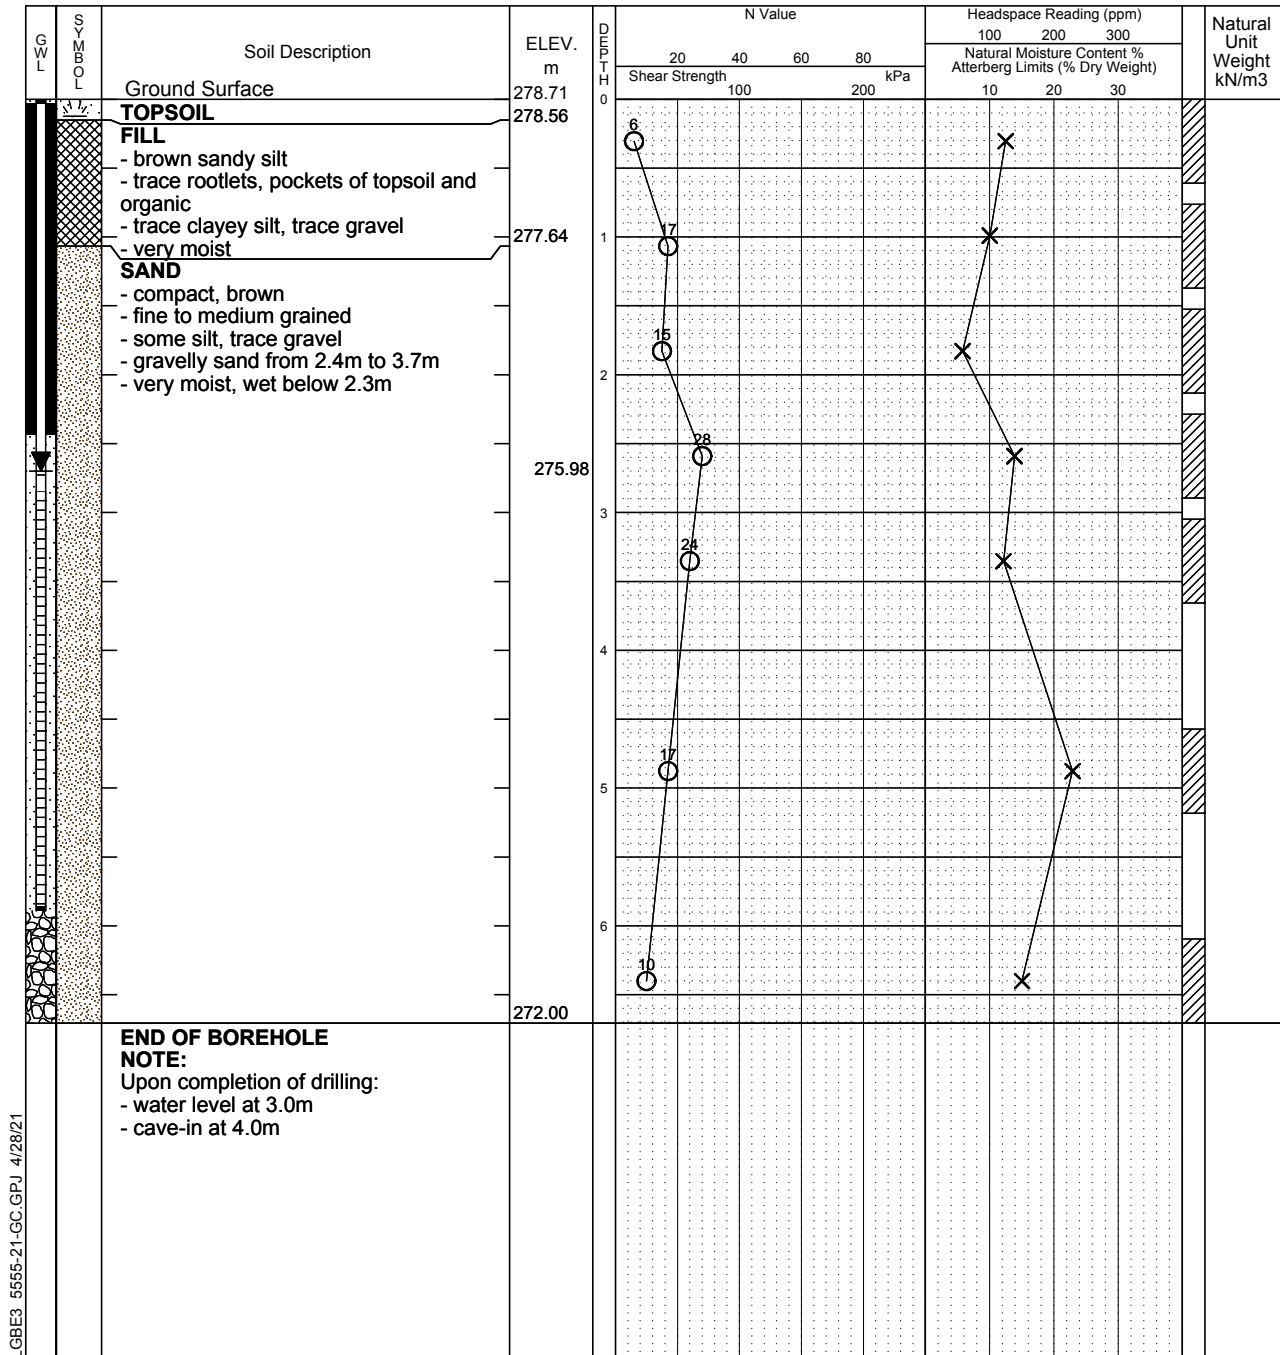 GWL
SYMBOL
Soil Description
ELEV.
m
DEPTH
N Value
20 40 60 80
Shear Strength kPa
100 200
Headspace Reading (ppm)
100 200 300
Natural Moisture Content %
Atterberg Limits (% Dry Weight)
10 20 30
Natural
Unit
Weight
kN/m3
Ground Surface
278.71
0
TOPSOIL
278.56
FILL
- brown sandy silt
- trace rootlets, pockets of topsoil and
organic
- trace clayey silt, trace gravel
- very moist
277.64
SAND
- compact, brown
- fine to medium grained
- some silt, trace gravel
- gravelly sand from 2.4m to 3.7m
- very moist, wet below 2.3m
275.98
272.00
1
2
3
4
5
6
6
17
15
28
24
17
10
END OF BOREHOLE
NOTE:
Upon completion of drilling:
- water level at 3.0m
- cave-in at 4.0m
GBE3 5555-21-GC.GPJ 4/28/21